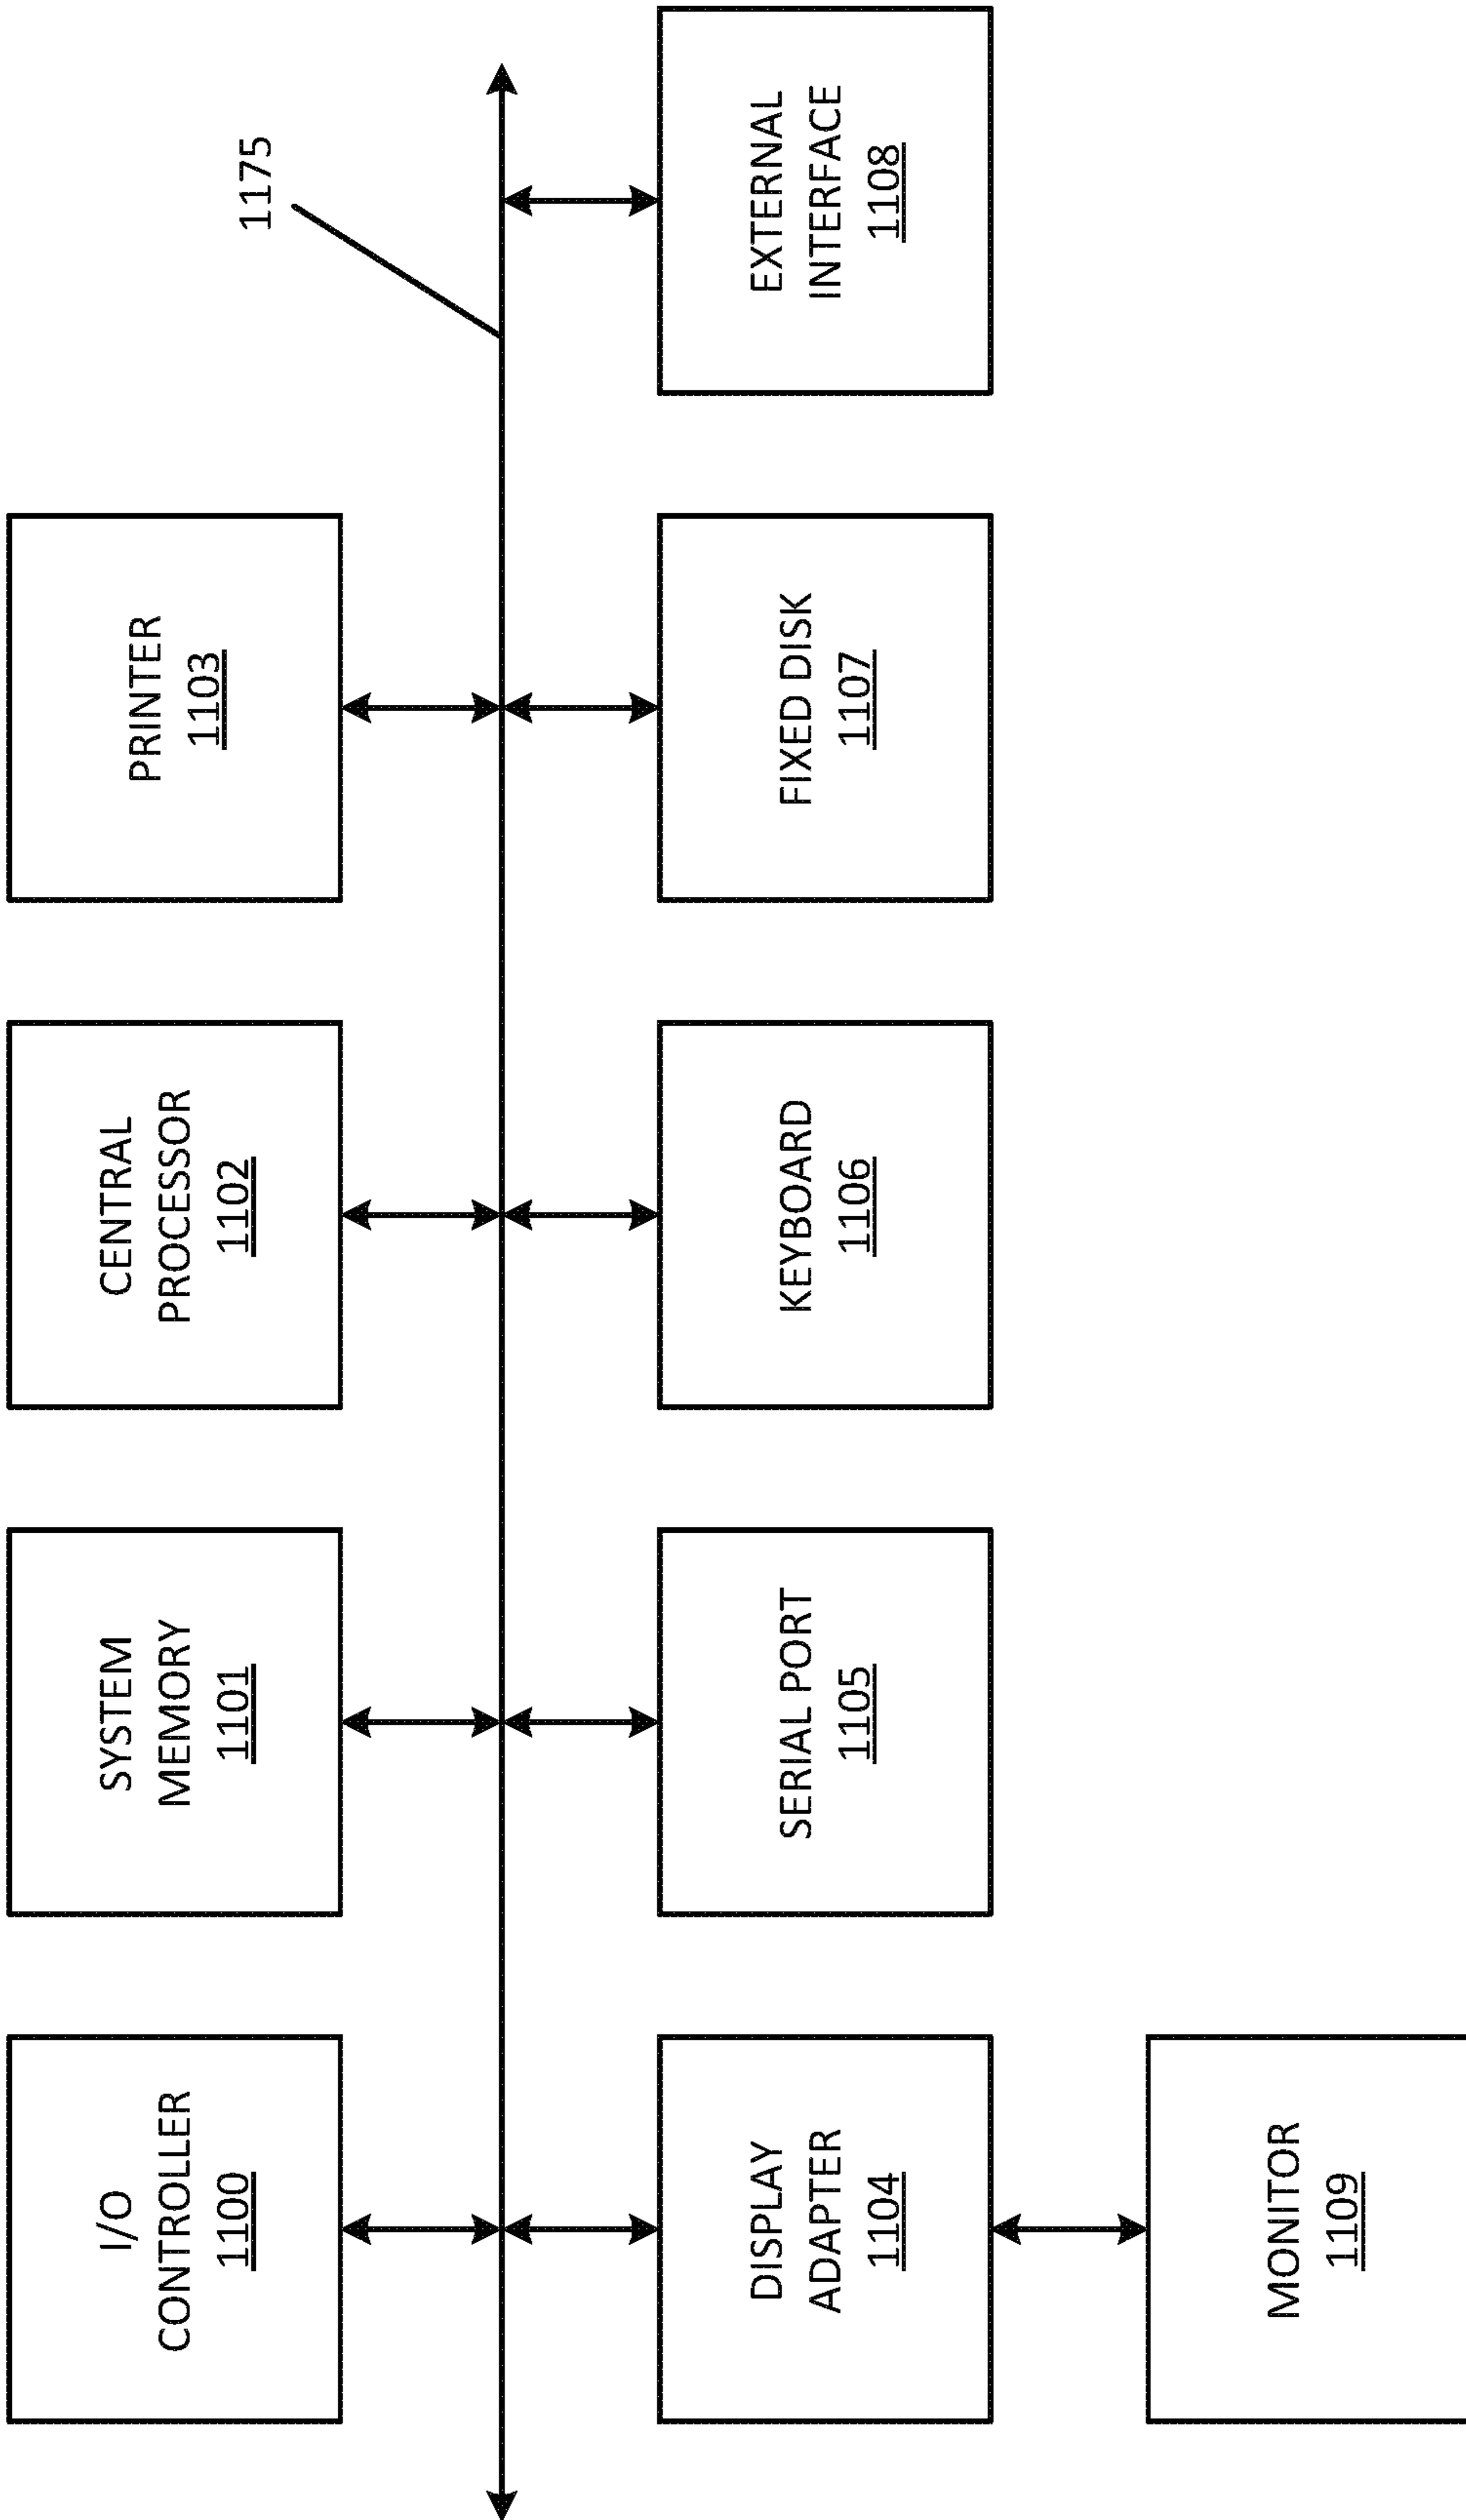 I/O
CONTROLLER
1100
SYSTEM
MEMORY
1101
CENTRAL
PROCESSOR
1102
PRINTER
1103
1175
DISPLAY
ADAPTER
1104
SERIAL PORT
1105
KEYBOARD
1106
FIXED DISK
1107
EXTERNAL
INTERFACE
1108
MONITOR
1109